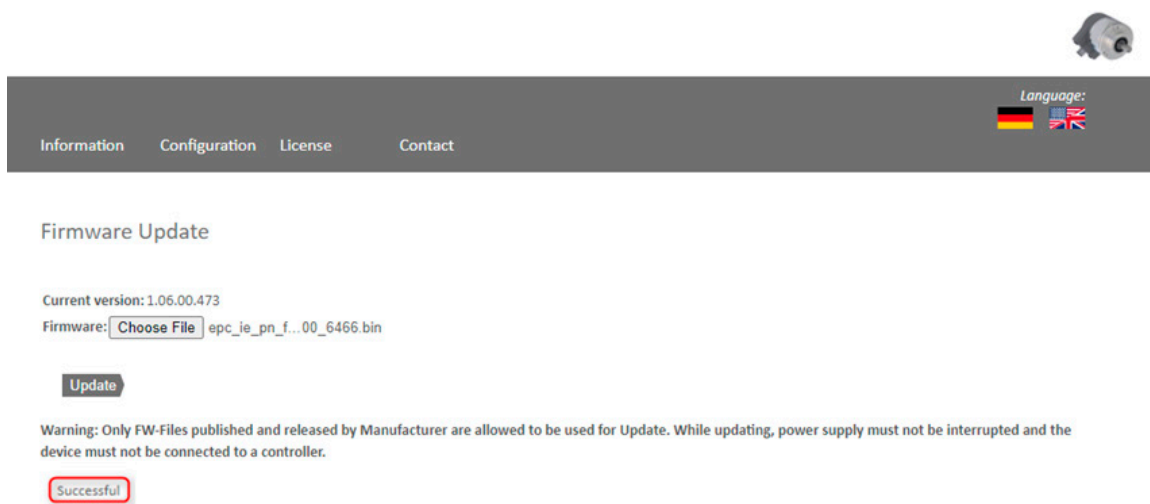 Language:
Information Configuration License Contact
Firmware Update
Current version: 1.06.00.473
Firmware: Choose File epc_ie_pn_f...00_6466.bin
Update
Warning: Only FW-Files published and released by Manufacturer are allowed to be used for Update. While updating, power supply must not be interrupted and the
device must not be connected to a controller.
Successful